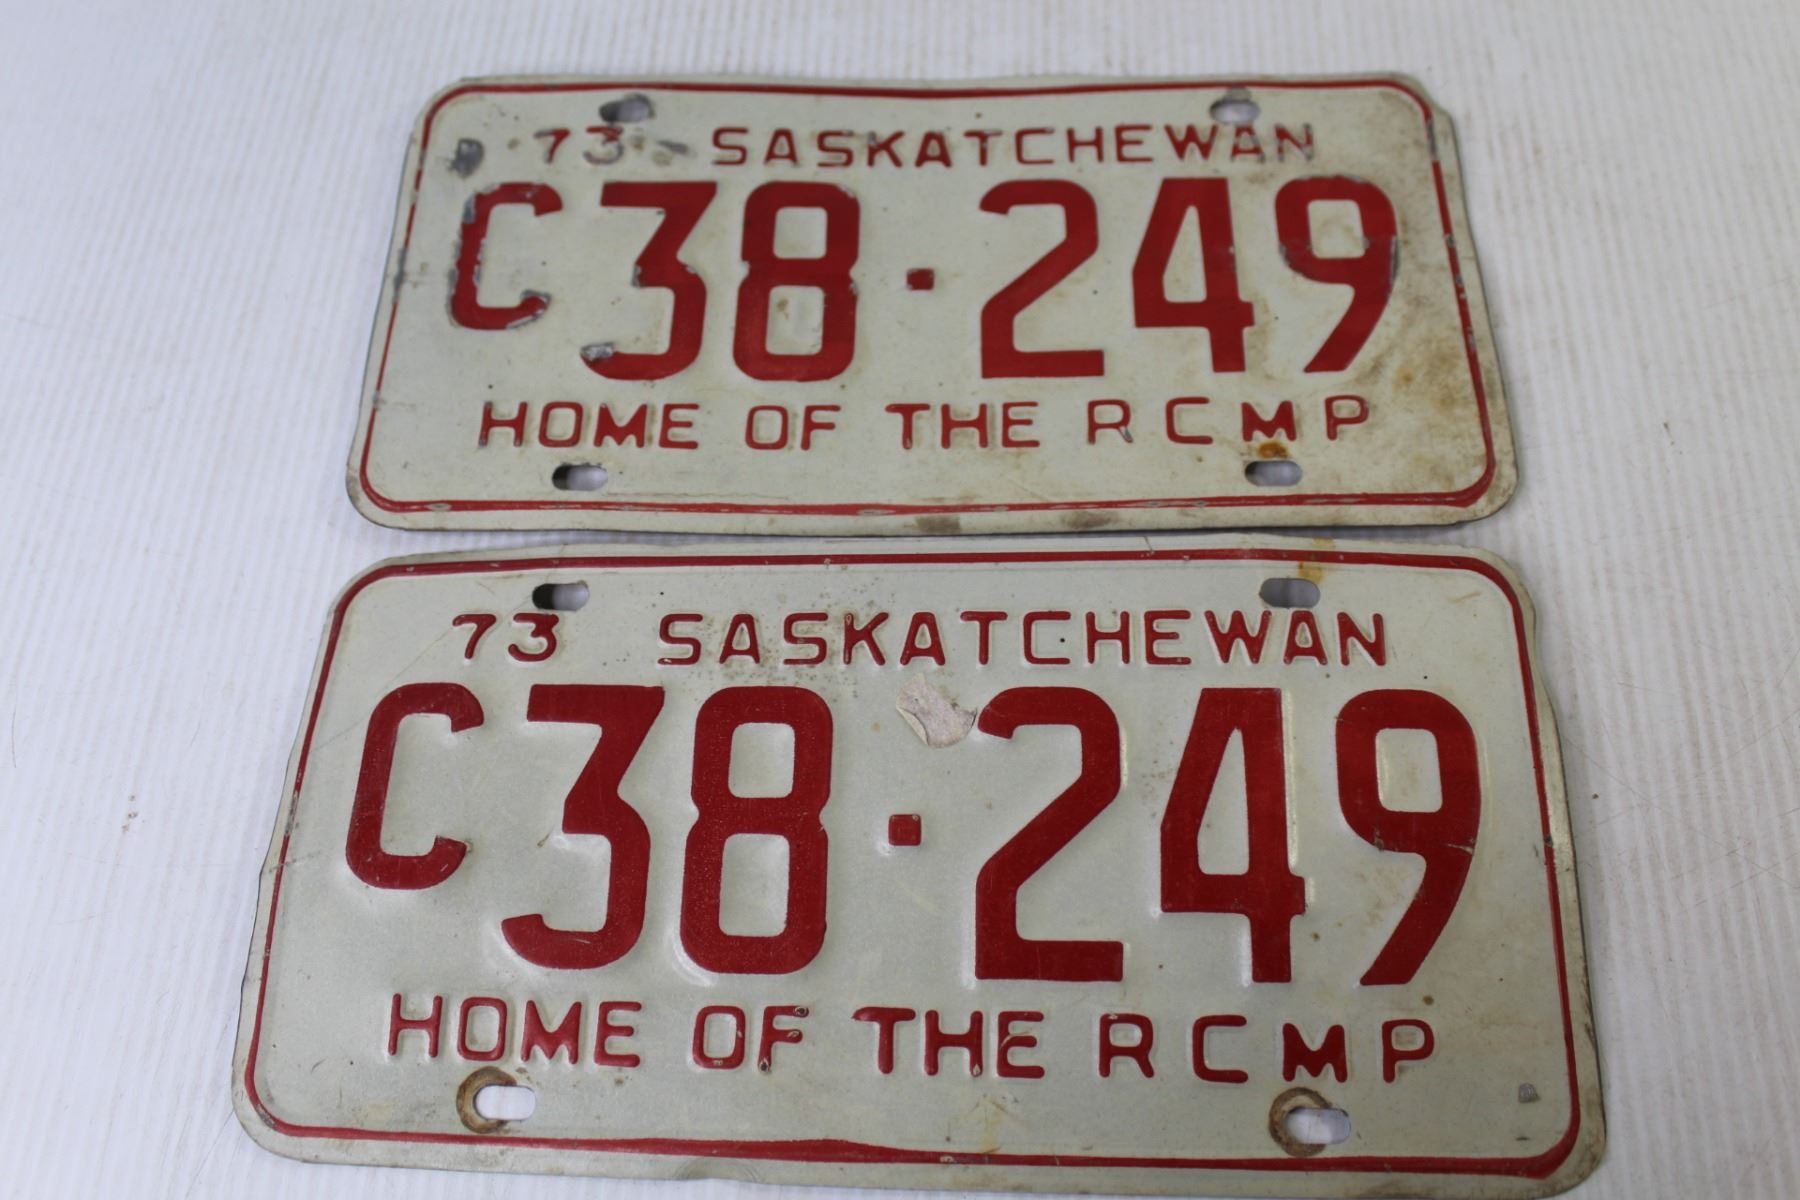 73 SASKATCHEWAN
C38·249
HOME OF THE RCMP
73 SASKATCHEWAN
C38·249
HOME OF THE RCMP